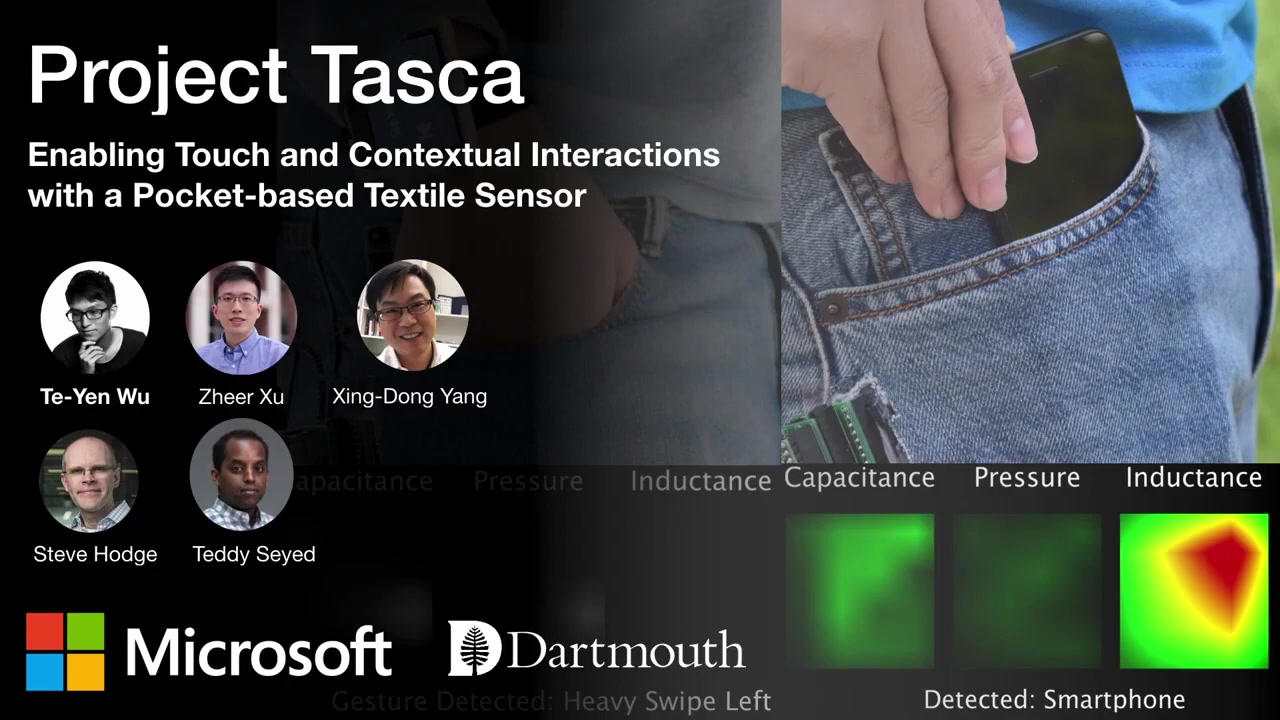 Project Tasca
Enabling Touch and Contextual Interactions
with a Pocket-based Textile Sensor
Te-Yen Wu
Zheer Xu
Xing-Dong Yang
Steve Hodge
Teddy Seyed
Microsoft
Dartmouth
apacitance
Pressure
Inductance
Gesture Detected: Heavy Swipe Left
Capacitance
Pressure
Inductance
Detected: Smartphone